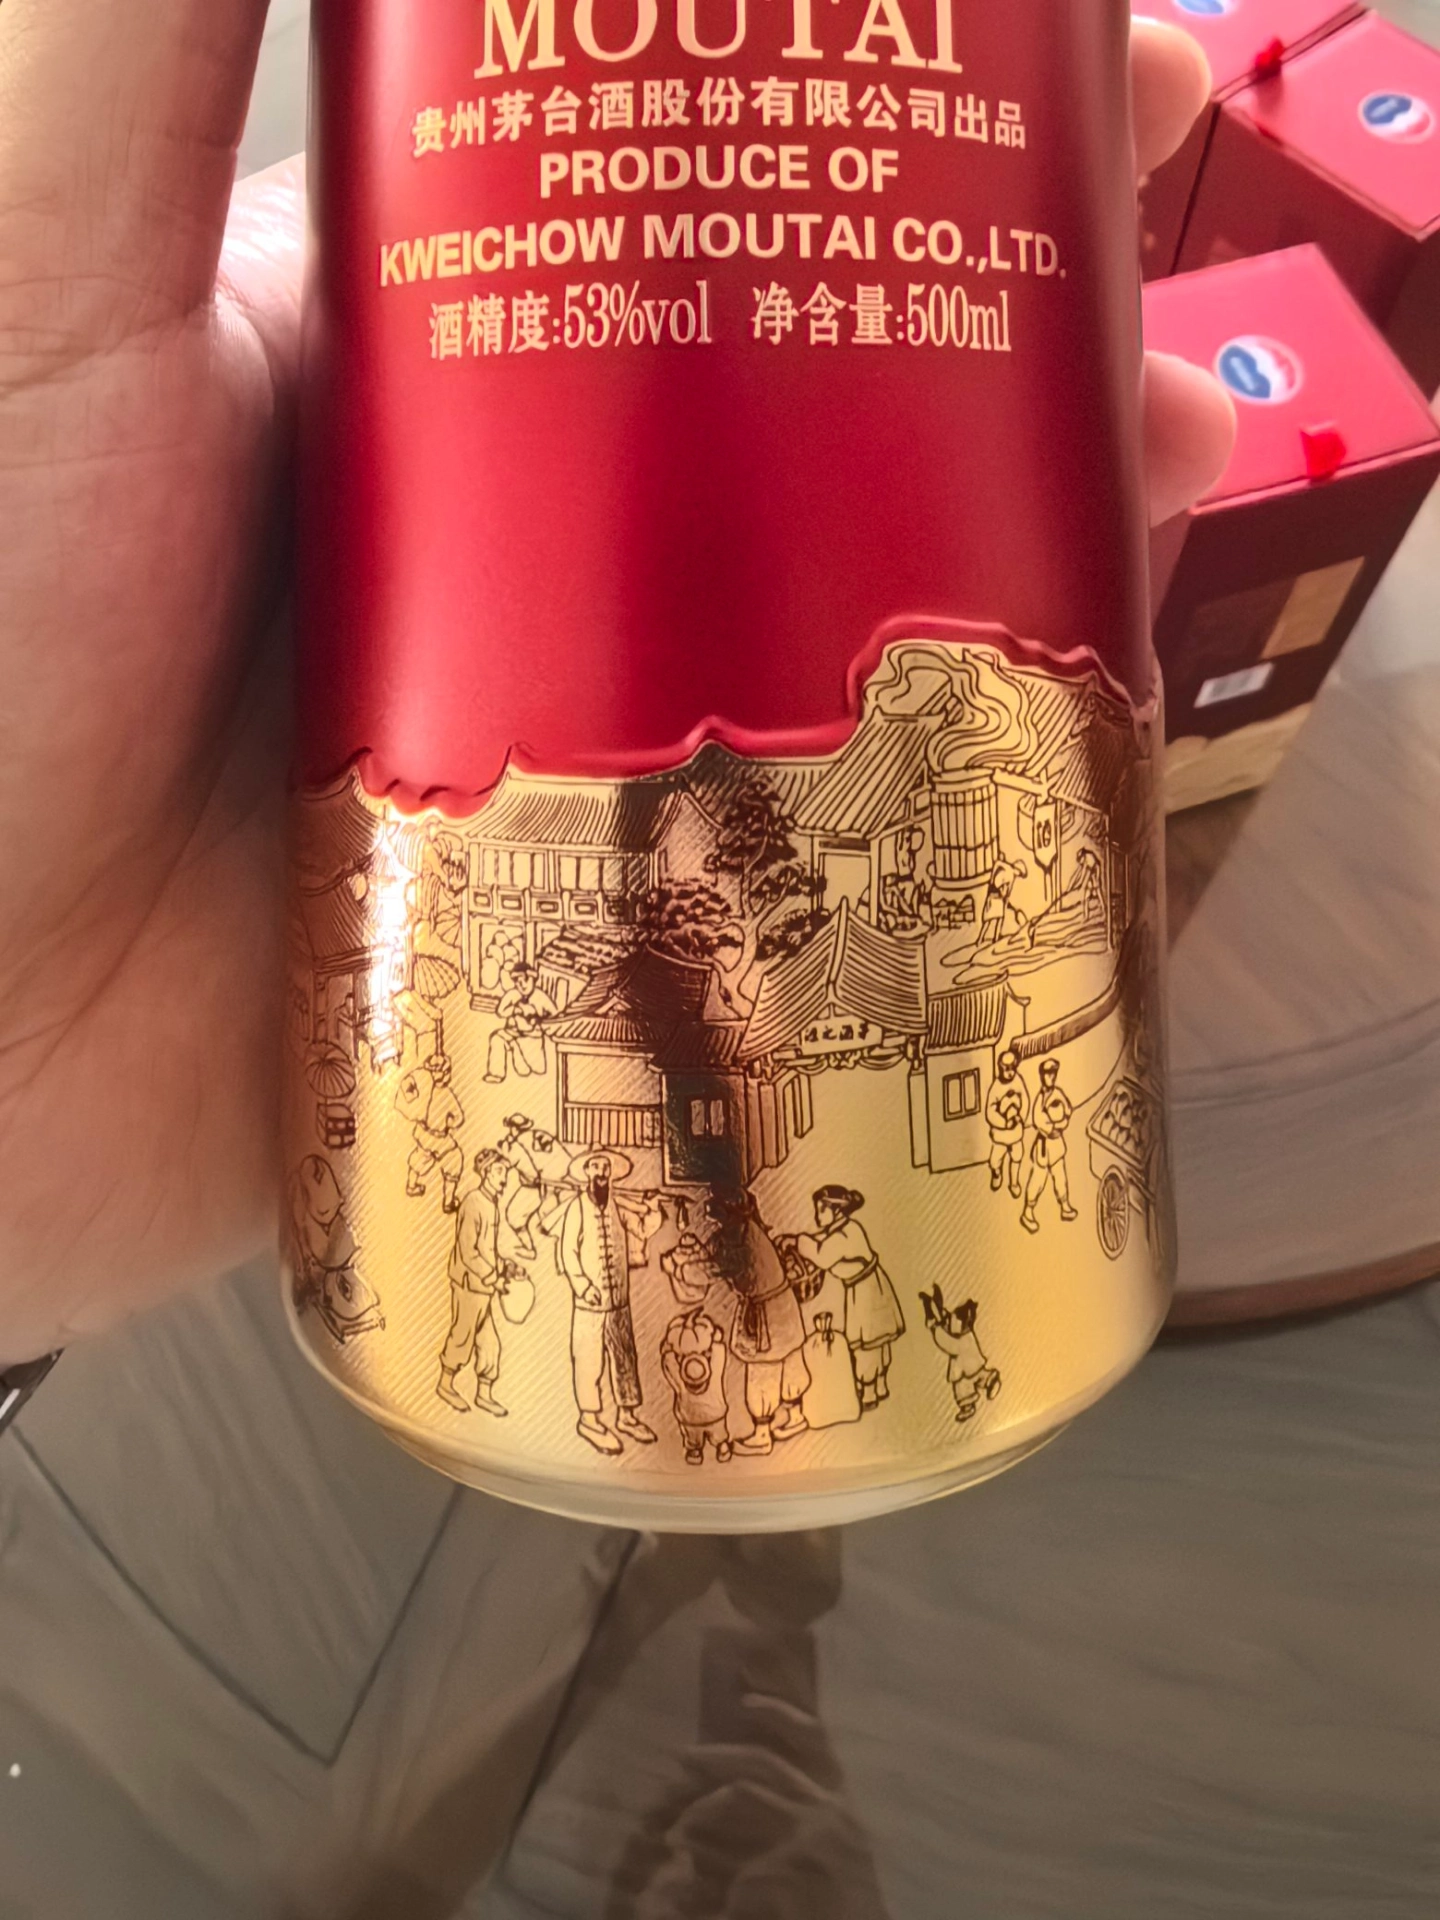 MOUTAI
贵州茅台酒股份有限公司出品
PRODUCE OF
KWEICHOW MOUTAI CO.,LTD.
酒精度:53%vol 净含量:500ml